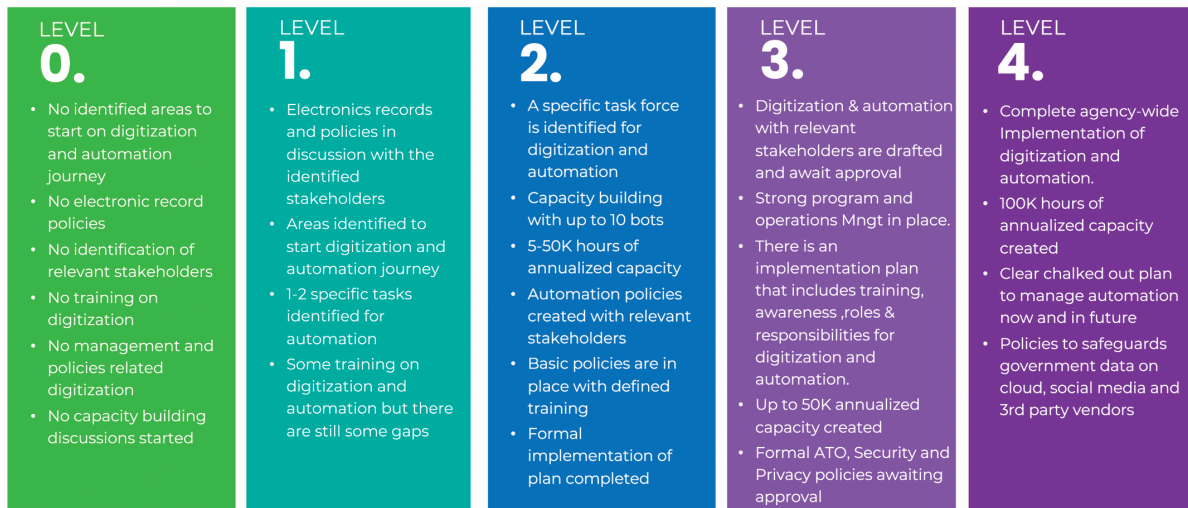 LEVEL
0.
• No identified areas to
start on digitization
and automation
journey
• No electronic record
policies
• No identification of
relevant stakeholders
• No training on
digitization
• No management and
policies related
digitization
• No capacity building
discussions started
LEVEL
1.
• Electronics records
and policies in
discussion with the
identified
stakeholders
• Areas identified to
start digitization and
automation journey
• 1-2 specific tasks
identified for
automation
• Some training on
digitization and
automation but there
are still some gaps
LEVEL
2.
• A specific task force
is identified for
digitization and
automation
• Capacity building
with up to 10 bots
• 5-50K hours of
annualized capacity
• Automation policies
created with relevant
stakeholders
• Basic policies are in
place with defined
training
• Formal
implementation of
plan completed
LEVEL
3.
• Digitization & automation
with relevant
stakeholders are drafted
and await approval
• Strong program and
operations Mngt in place.
• There is an
implementation plan
that includes training,
awareness ,roles &
responsibilities for
digitization and
automation.
• Up to 50K annualized
capacity created
• Formal ATO, Security and
Privacy policies awaiting
approval
LEVEL
4.
• Complete agency-wide
Implementation of
digitization and
automation.
• 100K hours of
annualized capacity
created
• Clear chalked out plan
to manage automation
now and in future
• Policies to safeguards
government data on
cloud, social media and
3rd party vendors